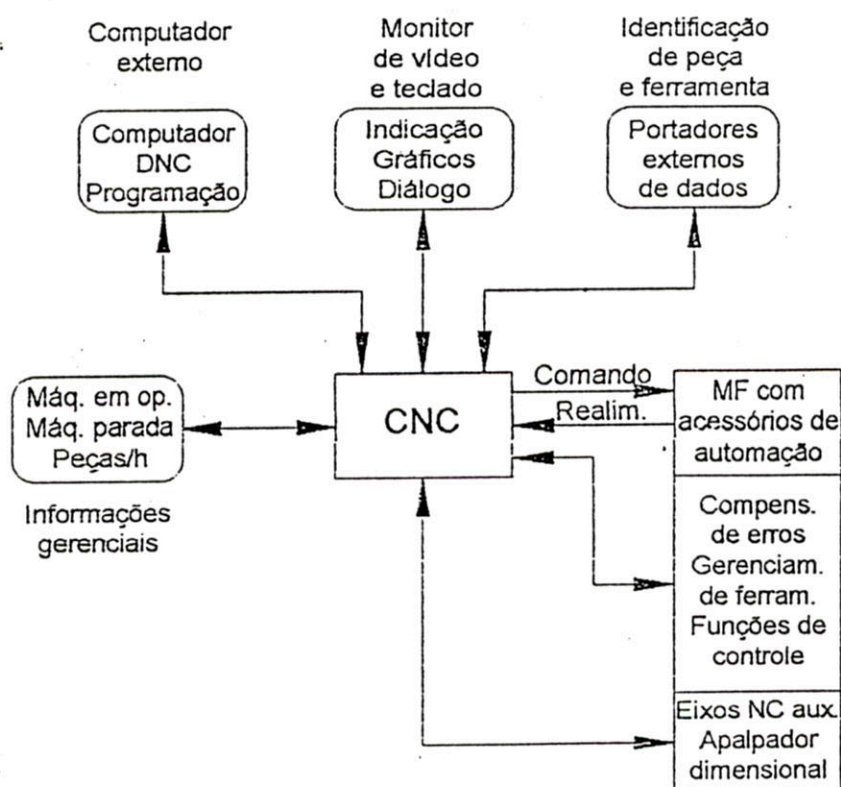 Computador
externo
Monitor
de vídeo
e teclado
Identificação
de peça
e ferramenta
Computador
DNC
Programação
Indicação
Gráficos
Diálogo
Portadores
externos
de dados
Máq. em op.
Máq. parada
Peças/h
Informações
gerenciais
CNC
Comando
Realim.
MF com
acessórios de
automação
Compens.
de erros
Gerenciam.
de ferram.
Funções de
controle
Eixos NC aux.
Apalpador
dimensional